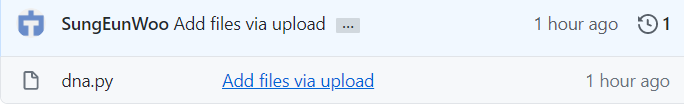 SungEunWoo Add files via upload ... 1 hour ago 1
dna.py Add files via upload 1 hour ago